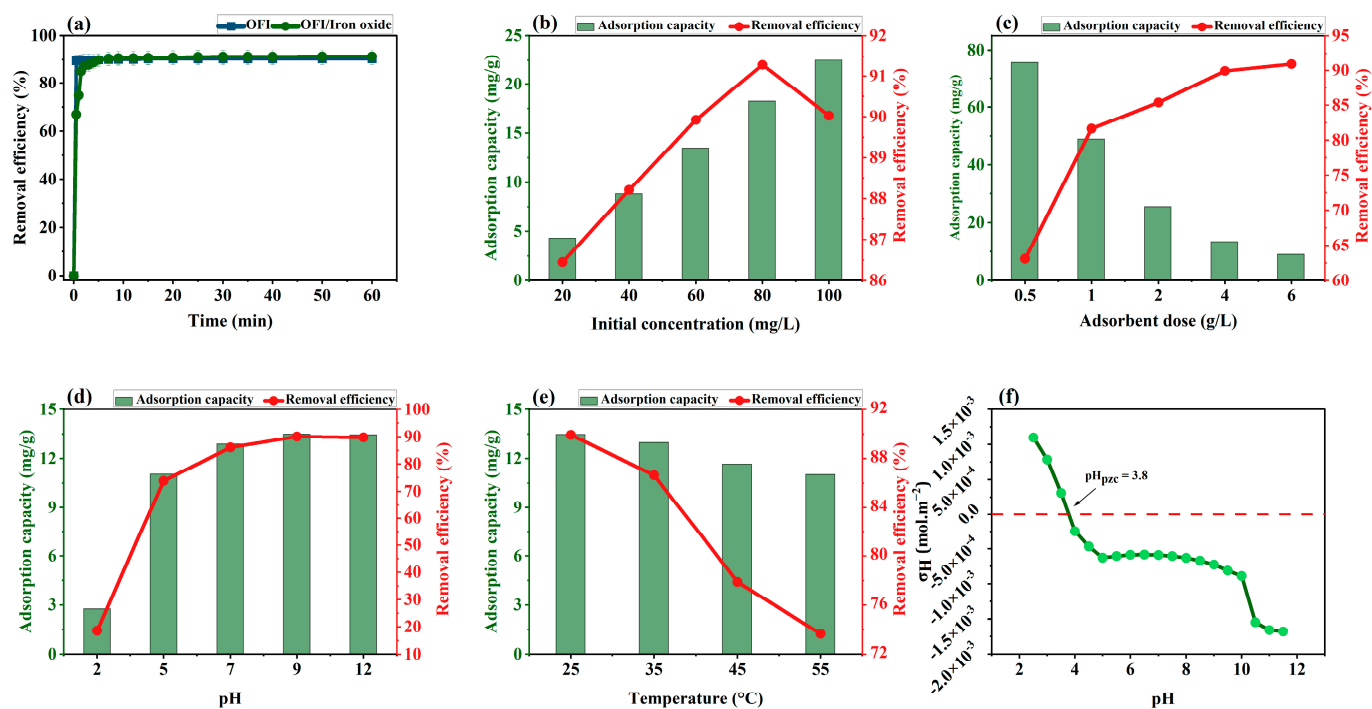 (a)
OFI OFI/Iron oxide
Removal efficiency (%)
100
80
60
40
20
0
0 10 20 30 40 50 60
Time (min)
(b)
Adsorption capacity Removal efficiency
Adsorption capacity (mg/g)
25
20
15
10
5
0
20 40 60 80 100
Initial concentration (mg/L)
92
91
90
88
87
86
Removal efficiency (%)
(c)
Adsorption capacity Removal efficiency
Adsorption capacity (mg/g)
80
60
40
20
0
0.5 1 2 4 6
Adsorbent dose (g/L)
95
90
85
80
75
70
65
60
Removal efficiency (%)
(d)
Adsorption capacity Removal efficiency
Adsorption capacity (mg/g)
15
12
9
6
3
0
2 5 7 9 12
pH
100
90
80
70
60
50
40
30
20
10
Removal efficiency (%)
(e)
Adsorption capacity Removal efficiency
Adsorption capacity (mg/g)
15
12
9
6
3
0
25 35 45 55
Temperature (°C)
92
88
84
80
76
72
Removal efficiency (%)
(f)
σH (mol.m⁻²)
1.5×10⁻³
1.0×10⁻³
5.0×10⁻⁴
0.0
-5.0×10⁻⁴
-1.0×10⁻³
-1.5×10⁻³
-2.0×10⁻³
pHpzc = 3.8
2 4 6 8 10 12
pH